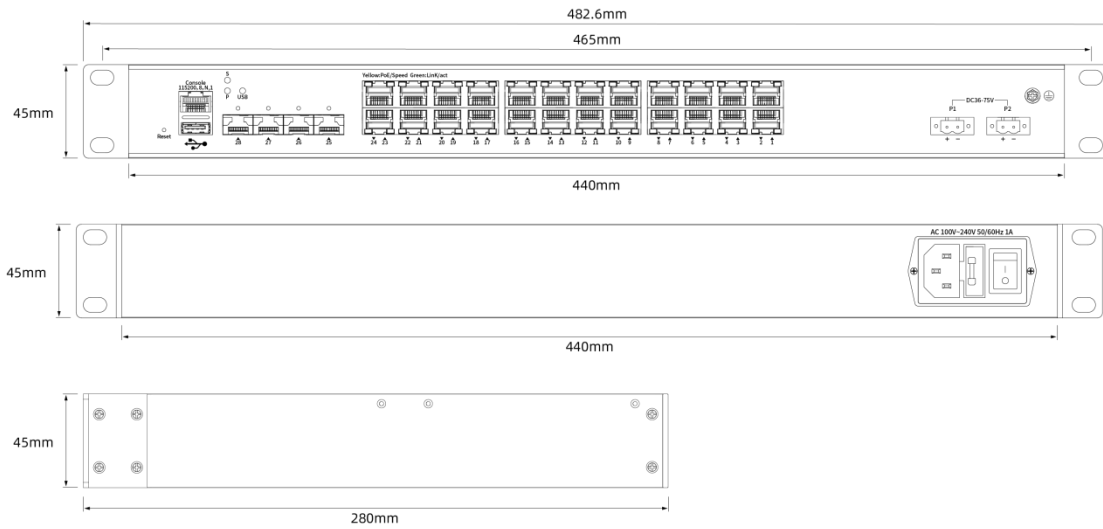 482.6mm
465mm
Console
115200, 8, N, 1
S
P USB
Yellow:PoE/Speed Green:LinK/act
DC36-75V
P1 P2
45mm
Reset
28 27 26 25
24 23 22 21 20 19 18 17 16 15 14 13 12 11 10 9 8 7 6 5 4 3 2 1
+ − + −
440mm
AC 100V~240V 50/60Hz 1A
45mm
440mm
45mm
280mm